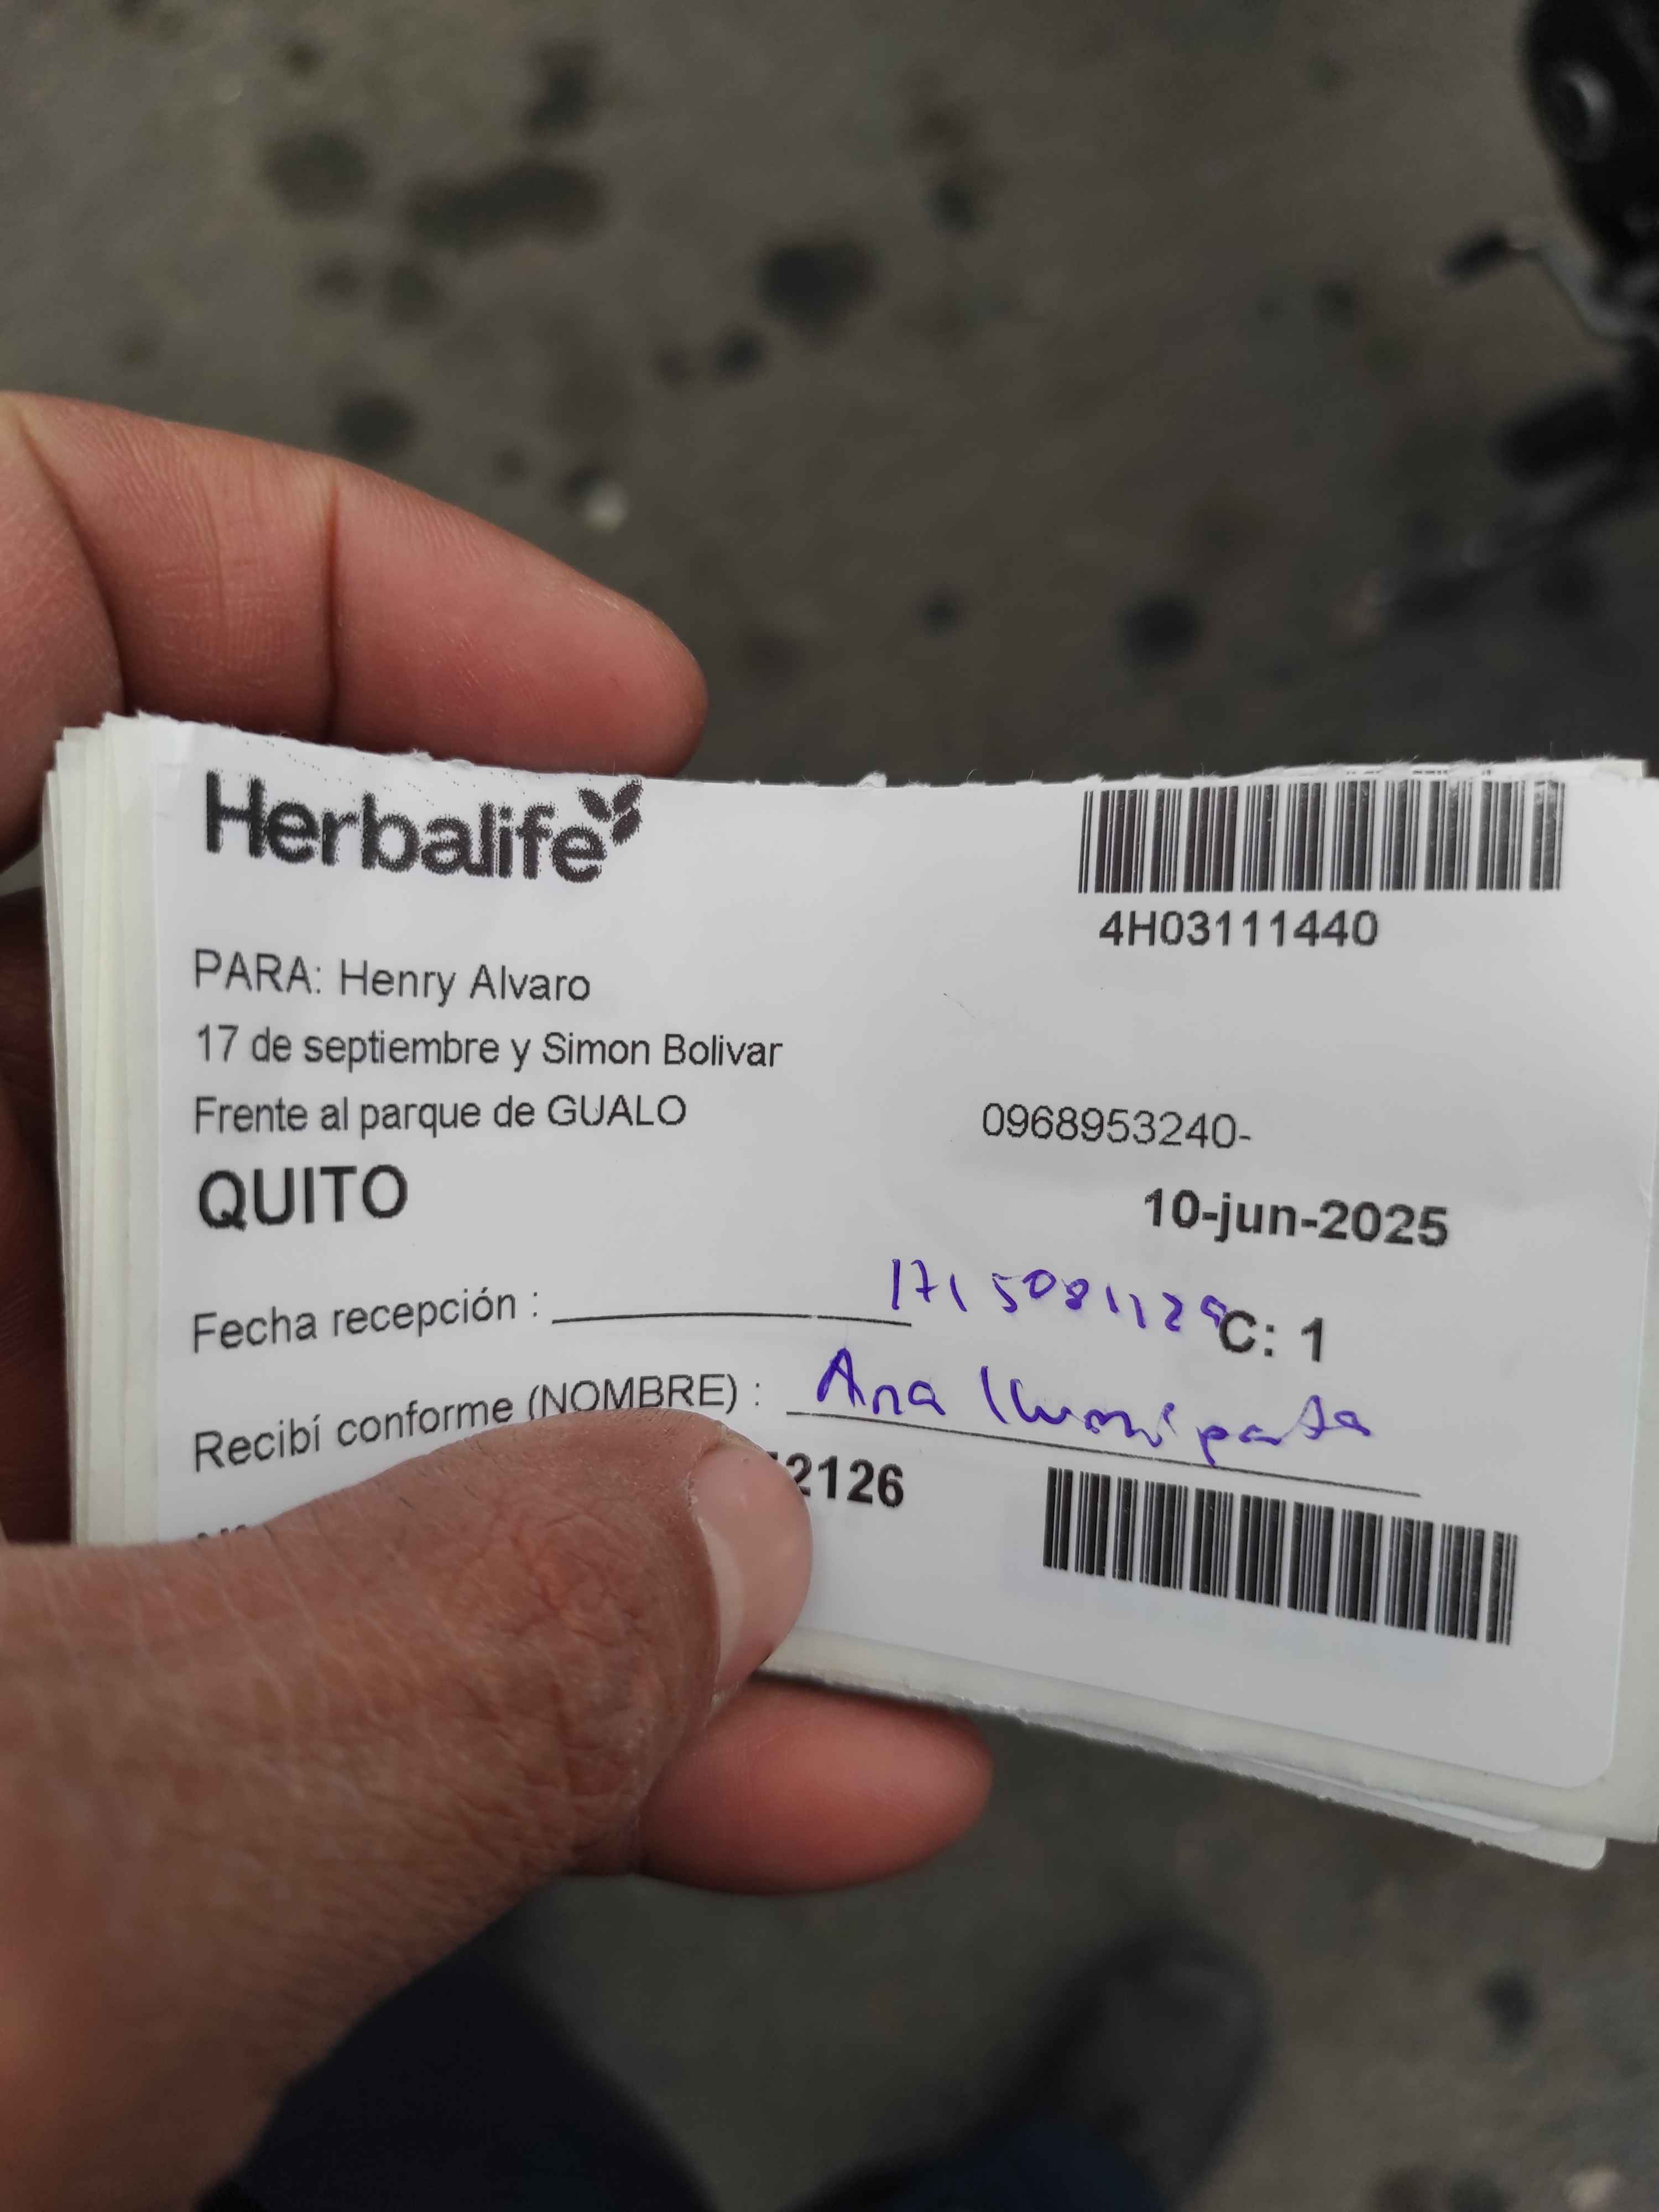 Herbalife
4H03111440
PARA: Henry Alvaro
17 de septiembre y Simon Bolivar
Frente al parque de GUALO
0968953240-
QUITO
10-jun-2025
Fecha recepción :
C: 1
Recibí conforme (NOMBRE) : Ana
2126